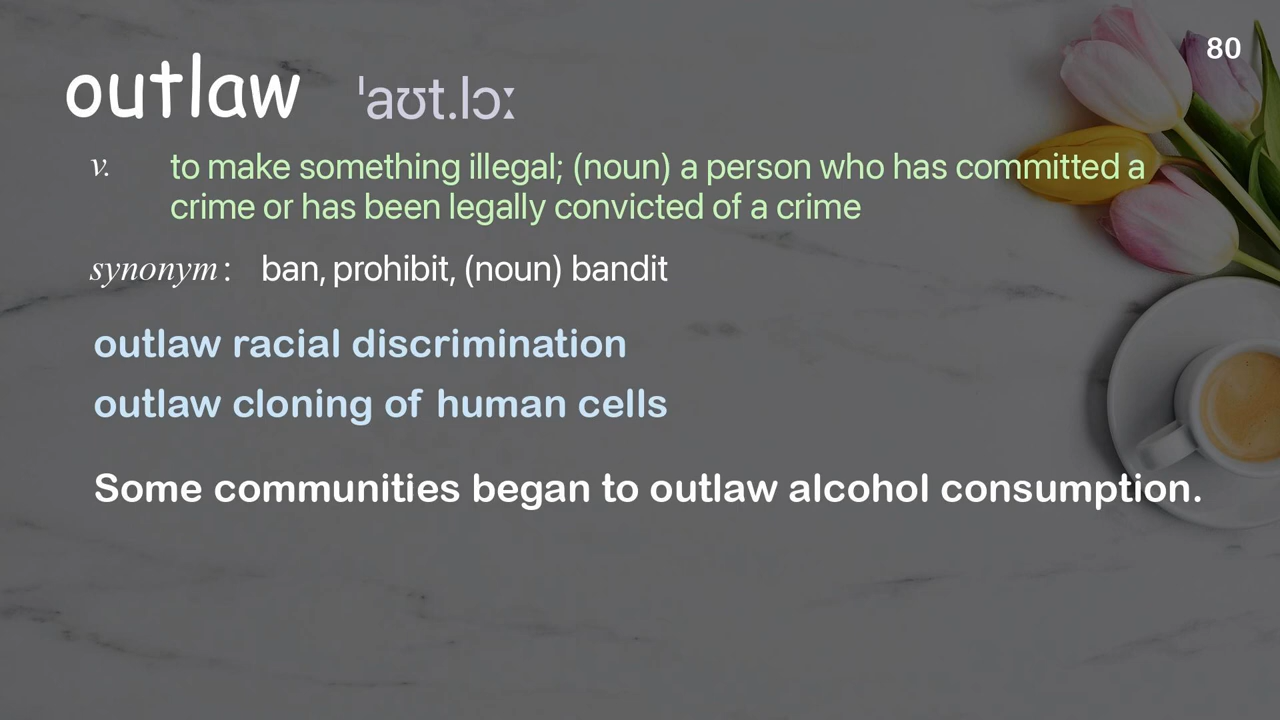 80
outlaw ˈaʊt.lɔː
v. to make something illegal; (noun) a person who has committed a
crime or has been legally convicted of a crime
synonym: ban, prohibit, (noun) bandit
outlaw racial discrimination
outlaw cloning of human cells
Some communities began to outlaw alcohol consumption.